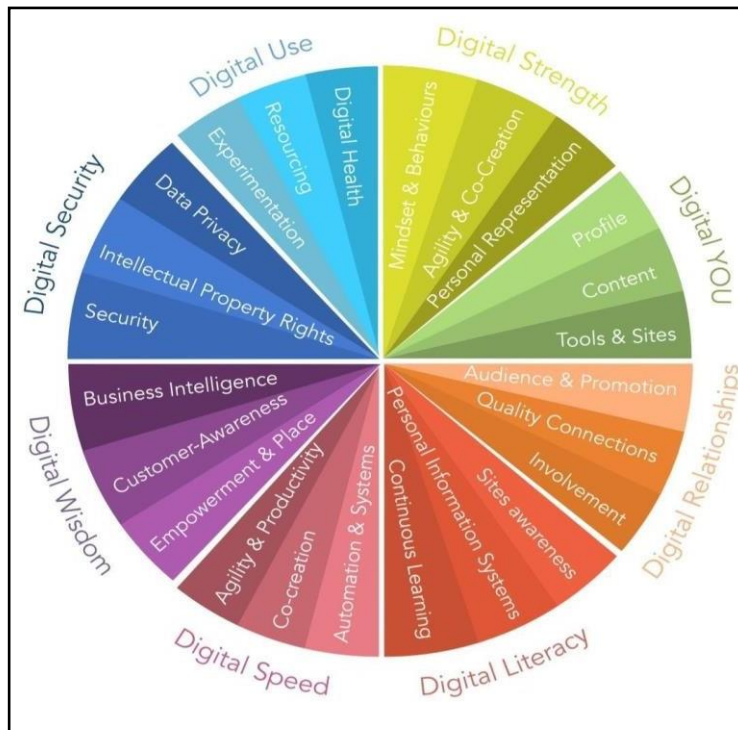 Digital Strength
Mindset & Behaviours
Agility & Co-Creation
Personal Representation
Digital YOU
Profile
Content
Tools & Sites
Digital Relationships
Audience & Promotion
Quality Connections
Involvement
Digital Literacy
Sites awareness
Personal Information Systems
Continuous Learning
Digital Speed
Automation & Systems
Co-creation
Agility & Productivity
Digital Wisdom
Empowerment & Place
Customer-Awareness
Business Intelligence
Digital Security
Security
Intellectual Property Rights
Data Privacy
Digital Use
Experimentation
Resourcing
Digital Health